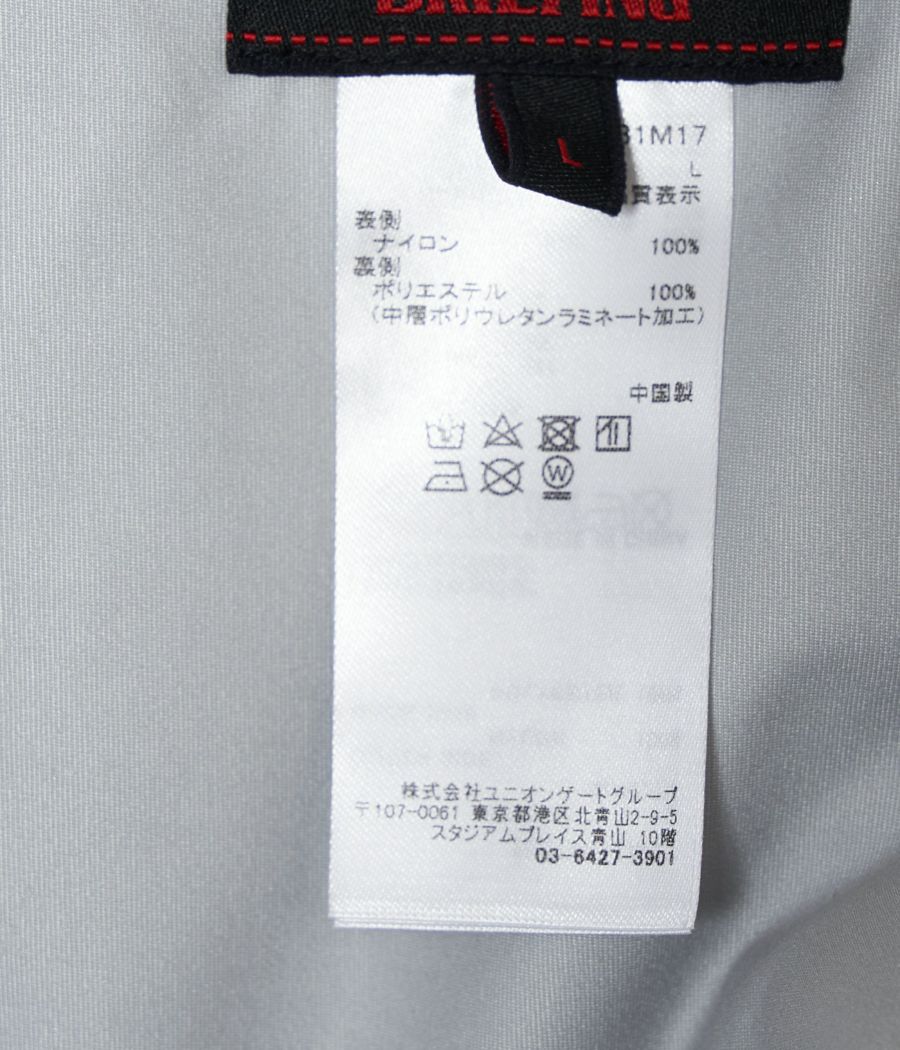 BRIEFING
L
31M17
L
質表示
表側
ナイロン 100%
裏側
ポリエステル 100%
(中層ポリウレタンラミネート加工)
中国製
W
株式会社ユニオンゲートグループ
〒107-0061 東京都港区北青山2-9-5
スタジアムプレイス青山 10階
03-6427-3901